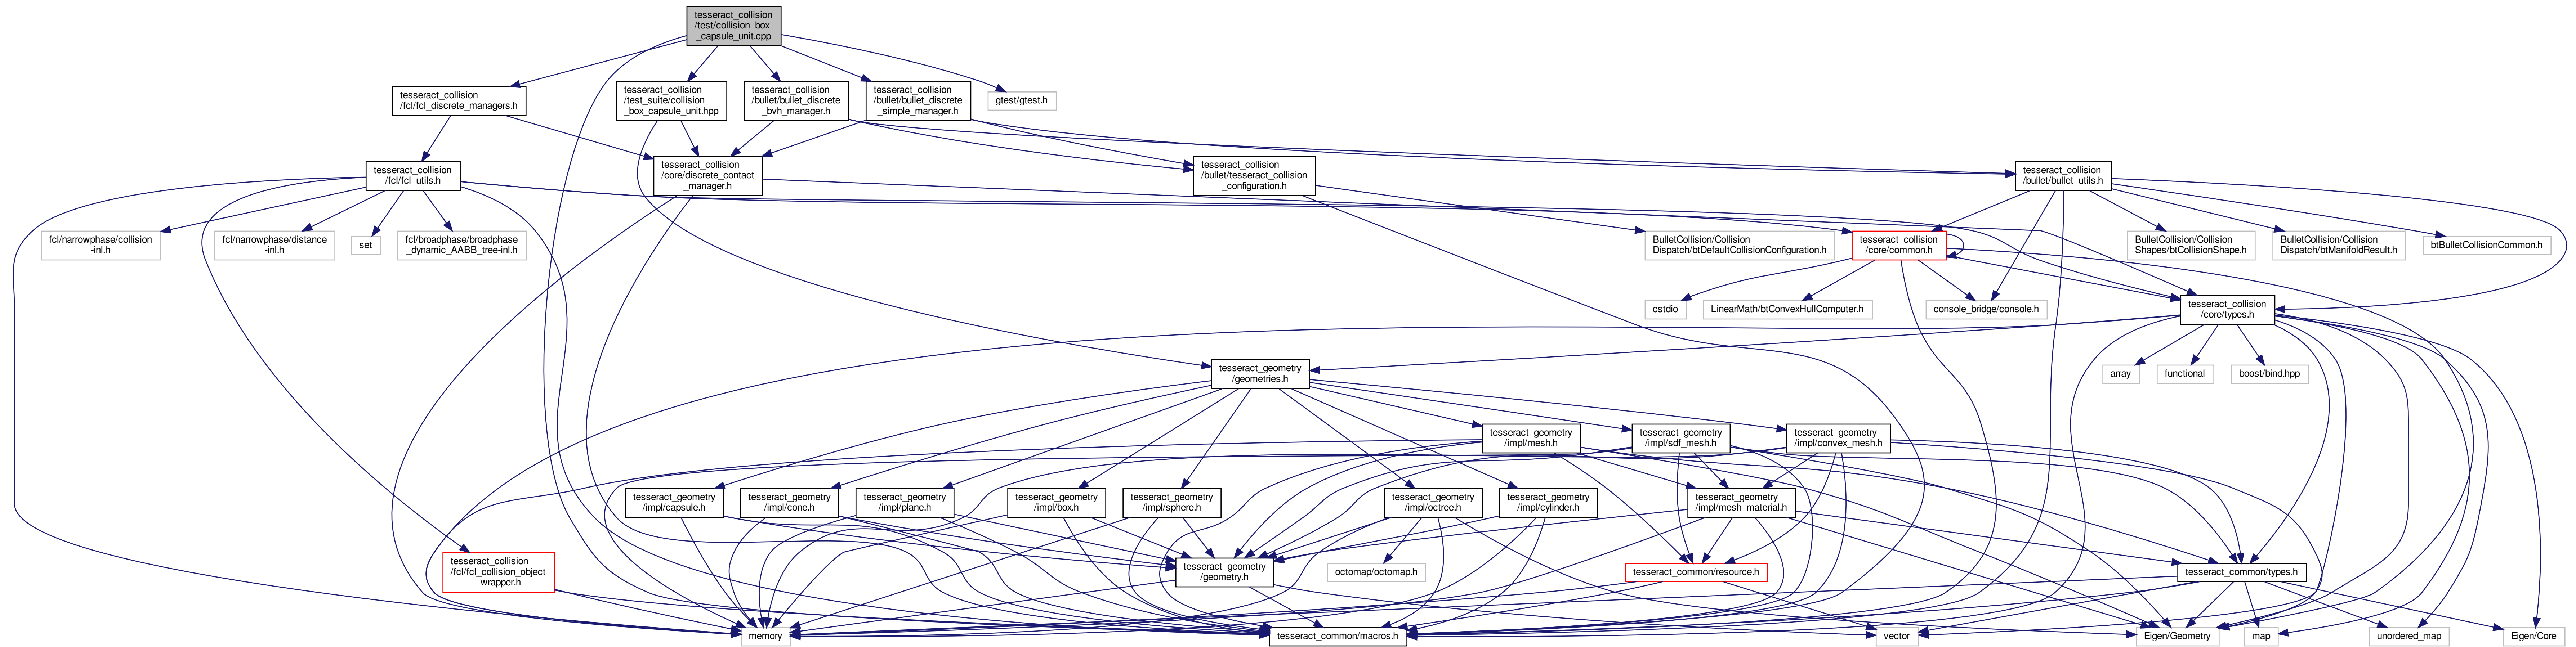 tesseract_collision
/test/collision_box
_capsule_unit.cpp
tesseract_collision
/fcl/fcl_discrete_managers.h
tesseract_collision
/test_suite/collision
_box_capsule_unit.hpp
tesseract_collision
/bullet/bullet_discrete
_bvh_manager.h
tesseract_collision
/bullet/bullet_discrete
_simple_manager.h
gtest/gtest.h
tesseract_collision
/fcl/fcl_utils.h
tesseract_collision
/core/discrete_contact
_manager.h
tesseract_collision
/bullet/tesseract_collision
_configuration.h
tesseract_collision
/bullet/bullet_utils.h
fcl/narrowphase/collision
-inl.h
fcl/narrowphase/distance
-inl.h
set
fcl/broadphase/broadphase
_dynamic_AABB_tree-inl.h
BulletCollision/Collision
Dispatch/btDefaultCollisionConfiguration.h
tesseract_collision
/core/common.h
BulletCollision/Collision
Shapes/btCollisionShape.h
BulletCollision/Collision
Dispatch/btManifoldResult.h
btBulletCollisionCommon.h
cstdio
LinearMath/btConvexHullComputer.h
console_bridge/console.h
tesseract_collision
/core/types.h
tesseract_geometry
/geometries.h
array
functional
boost/bind.hpp
tesseract_geometry
/impl/mesh.h
tesseract_geometry
/impl/sdf_mesh.h
tesseract_geometry
/impl/convex_mesh.h
tesseract_geometry
/impl/capsule.h
tesseract_geometry
/impl/cone.h
tesseract_geometry
/impl/plane.h
tesseract_geometry
/impl/box.h
tesseract_geometry
/impl/sphere.h
tesseract_geometry
/impl/octree.h
tesseract_geometry
/impl/cylinder.h
tesseract_geometry
/impl/mesh_material.h
tesseract_collision
/fcl/fcl_collision_object
_wrapper.h
tesseract_geometry
/geometry.h
octomap/octomap.h
tesseract_common/resource.h
tesseract_common/types.h
memory
tesseract_common/macros.h
vector
Eigen/Geometry
map
unordered_map
Eigen/Core